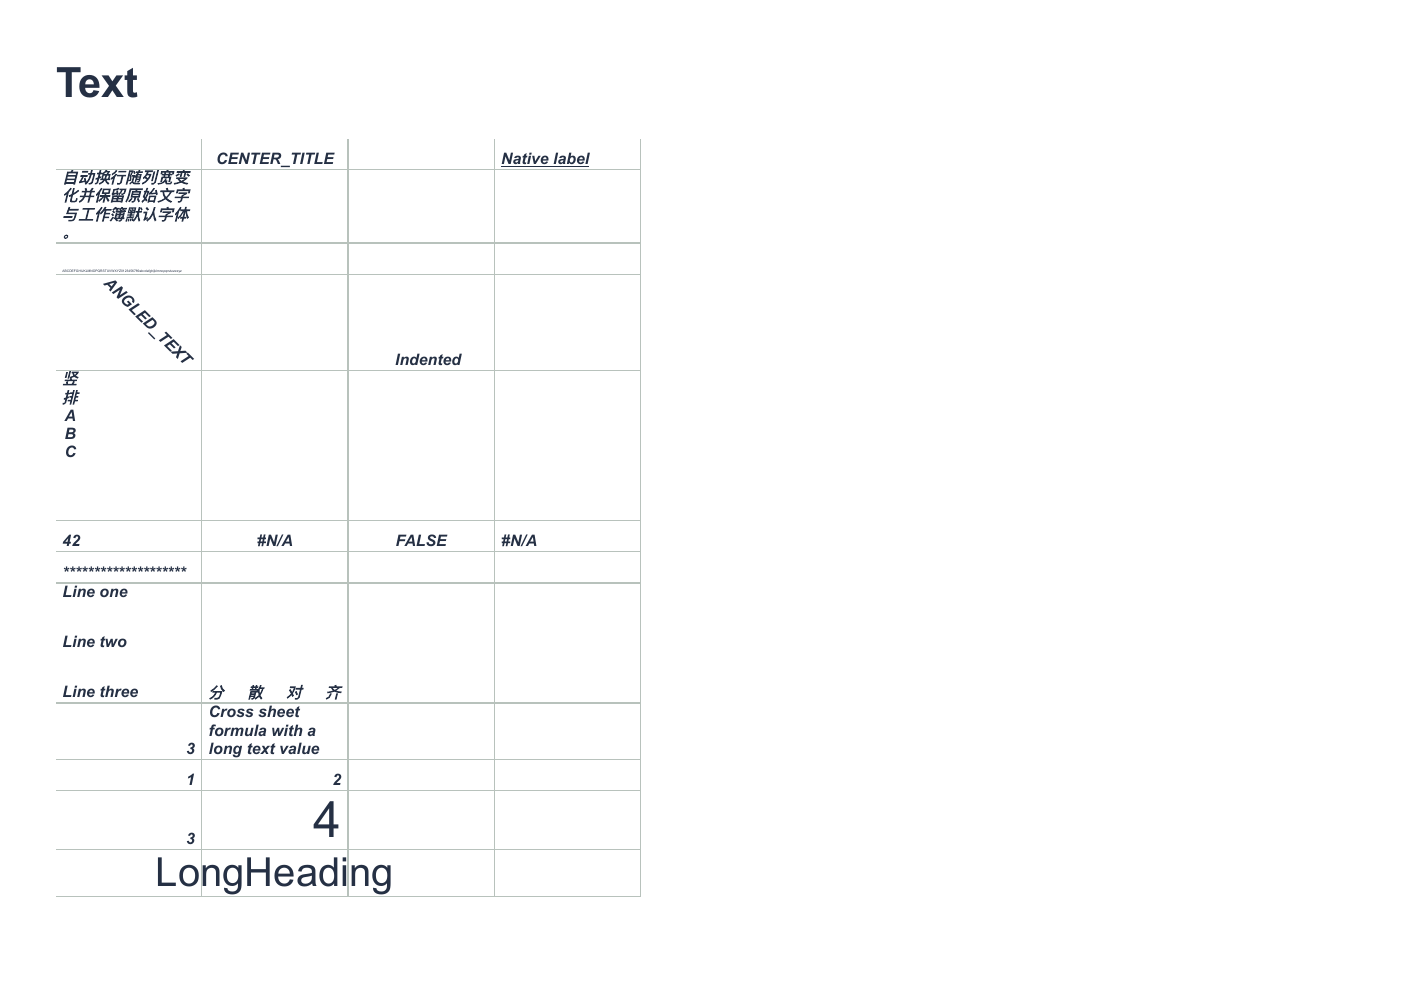 Text
CENTER_TITLE
Native label
自动换行随列宽变
化并保留原始文字
与工作簿默认字体
。
ANGLED_TEXT
Indented
竖
排
A
B
C
42 #N/A FALSE #N/A
********************
Line one
Line two
Line three
分 散 对 齐
3
Cross sheet
formula with a
long text value
1 2
3 4
LongHeading